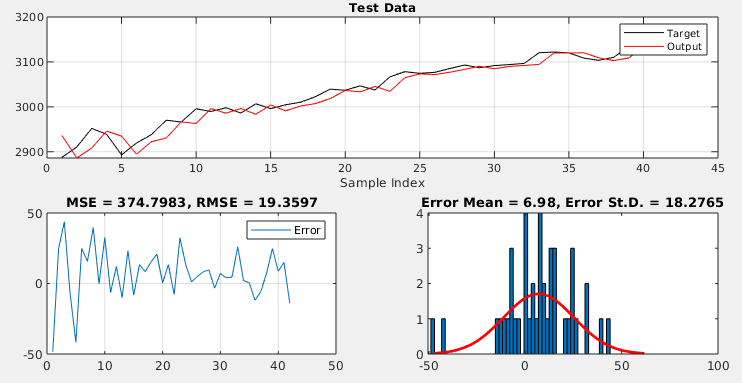 Test Data
3200
3100
3000
2900
Target
Output
0 5 10 15 20 25 30 35 40 45
Sample Index
MSE = 374.7983, RMSE = 19.3597
50
0
-50
Error
0 10 20 30 40 50
Error Mean = 6.98, Error St.D. = 18.2765
4
3
2
1
0
-50 0 50 100